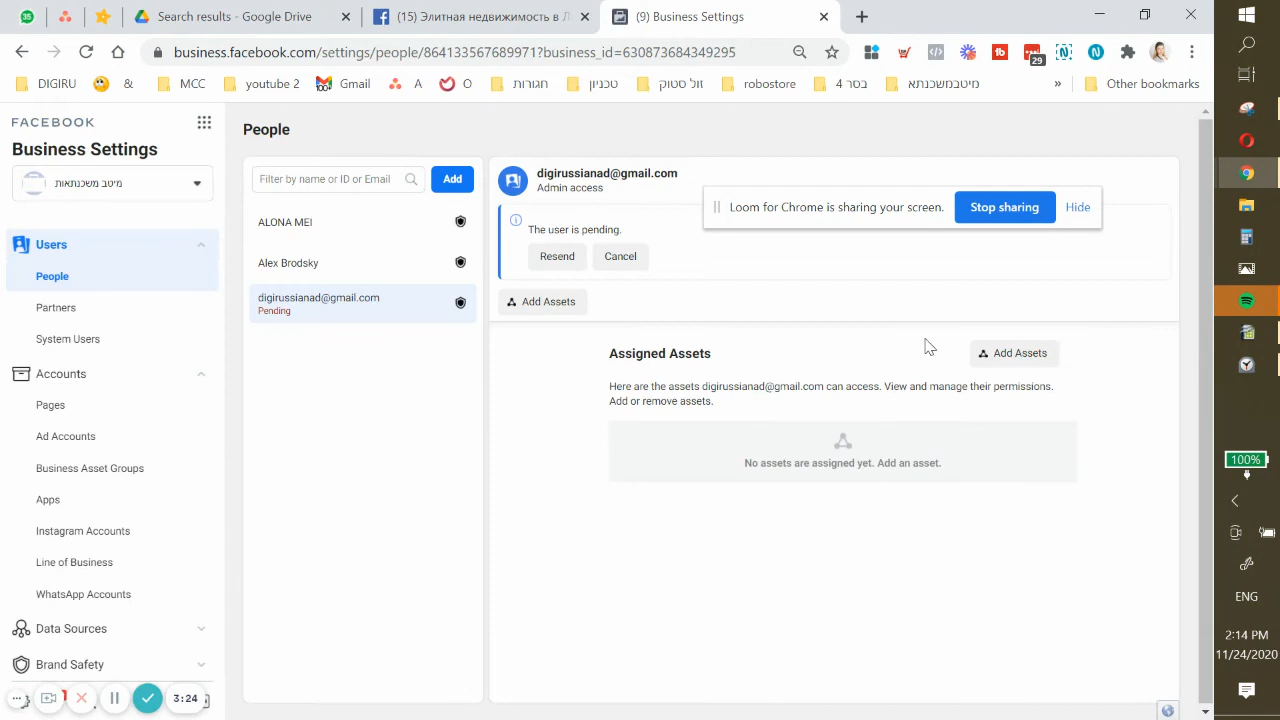 35
Search results - Google Drive
(15) Элитная недвижимость в Л
(9) Business Settings
business.facebook.com/settings/people/864133567689971?business_id=630873684349295
29
DIGIRU
&
MCC
youtube 2
Gmail
A
O
חגורות
טכניון
זול סטוק
robostore
בסר 4
מיטבמשכנתא
»
Other bookmarks
FACEBOOK
Business Settings
מיטב משכנתאות
Users
People
Partners
System Users
Accounts
Pages
Ad Accounts
Business Asset Groups
Apps
Instagram Accounts
Line of Business
WhatsApp Accounts
Data Sources
Brand Safety
3:24
People
Filter by name or ID or Email
Add
ALONA MEI
Alex Brodsky
digirussianad@gmail.com
Pending
digirussianad@gmail.com
Admin access
Loom for Chrome is sharing your screen.
Stop sharing
Hide
The user is pending.
Resend
Cancel
Add Assets
Assigned Assets
Add Assets
Here are the assets digirussianad@gmail.com can access. View and manage their permissions.
Add or remove assets.
No assets are assigned yet. Add an asset.
100%
ENG
2:14 PM
11/24/2020